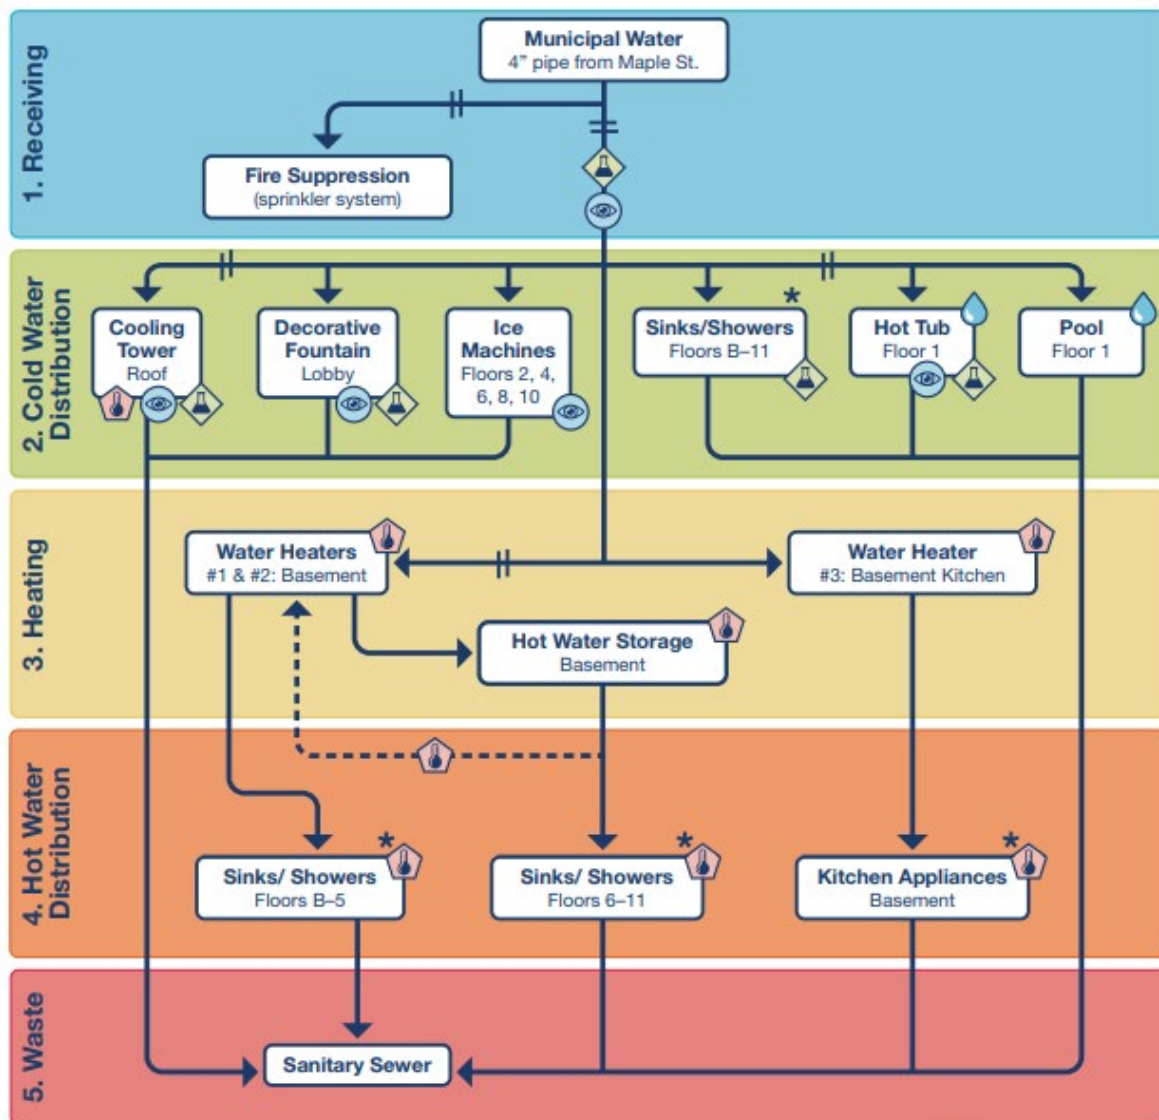 1. Receiving
Municipal Water
4” pipe from Maple St.
Fire Suppression
(sprinkler system)
2. Cold Water
Distribution
Cooling
Tower
Roof
Decorative
Fountain
Lobby
Ice
Machines
Floors 2, 4,
6, 8, 10
*
Sinks/Showers
Floors B–11
Hot Tub
Floor 1
Pool
Floor 1
3. Heating
Water Heaters
#1 & #2: Basement
Water Heater
#3: Basement Kitchen
Hot Water Storage
Basement
4. Hot Water
Distribution
*
Sinks/ Showers
Floors B–5
*
Sinks/ Showers
Floors 6–11
*
Kitchen Appliances
Basement
5. Waste
Sanitary Sewer